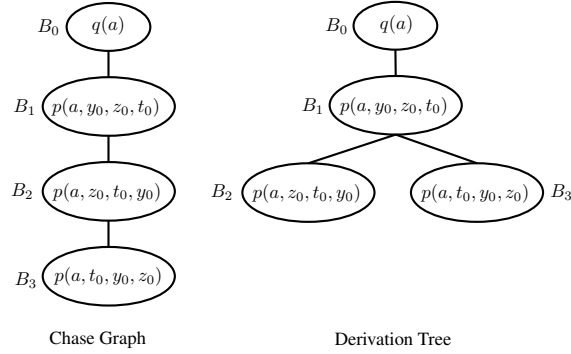 B₀ q(a)
B₁ p(a, y₀, z₀, t₀)
B₂ p(a, z₀, t₀, y₀)
B₃ p(a, t₀, y₀, z₀)
Chase Graph
B₀ q(a)
B₁ p(a, y₀, z₀, t₀)
B₂ p(a, z₀, t₀, y₀) p(a, t₀, y₀, z₀) B₃
Derivation Tree